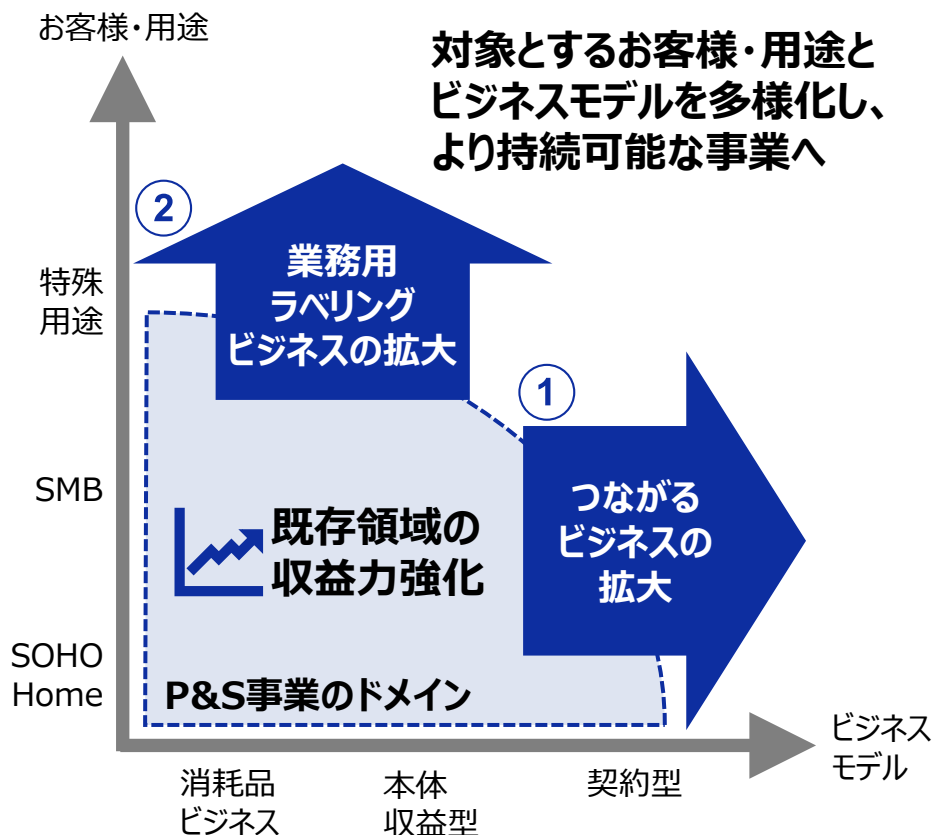 お客様・用途
対象とするお客様・用途と
ビジネスモデルを多様化し、
より持続可能な事業へ
②
業務用
ラベリング
ビジネスの拡大
特殊
用途
①
SMB
つながる
ビジネスの
拡大
既存領域の
収益力強化
SOHO
Home
P&S事業のドメイン
ビジネス
モデル
消耗品
ビジネス
本体
収益型
契約型